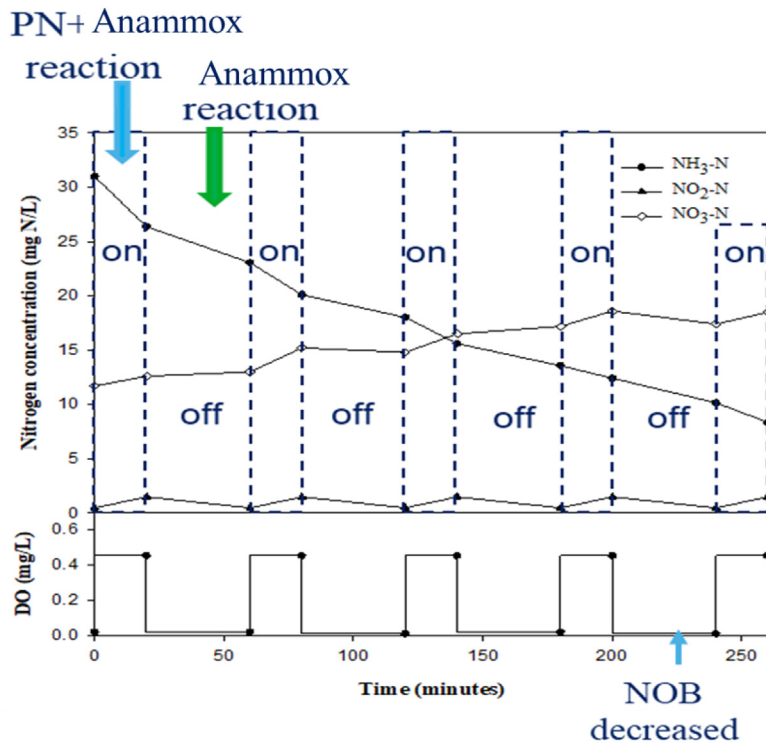 PN+ Anammox
reaction
Anammox
reaction
35
30
25
20
15
10
5
0
Nitrogen concentration (mg N/L)
NH3-N
NO2-N
NO3-N
on
on
on
on
on
off
off
off
off
0.6
0.4
0.2
0.0
DO (mg/L)
0
50
100
150
200
250
Time (minutes)
NOB
decreased